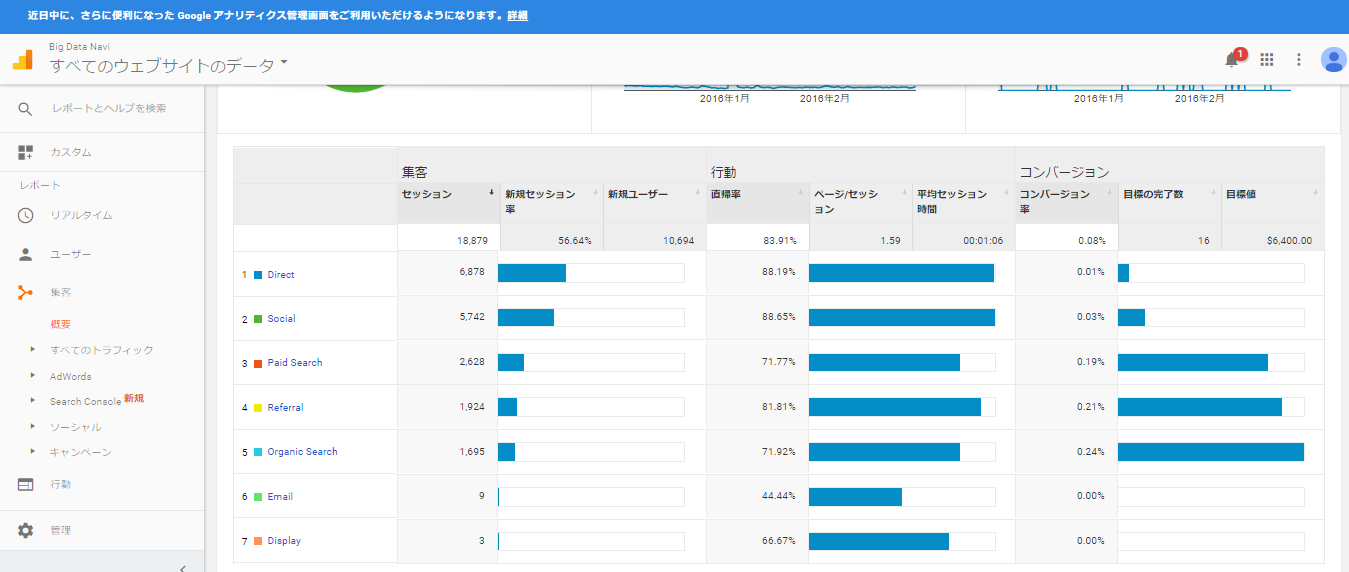 近日中に、さらに便利になった Google アナリティクス管理画面をご利用いただけるようになります。詳細
Big Data Navi
すべてのウェブサイトのデータ
1
レポートとヘルプを検索
カスタム
レポート
リアルタイム
ユーザー
集客
概要
すべてのトラフィック
AdWords
Search Console 新規
ソーシャル
キャンペーン
行動
管理
2016年1月 2016年2月
2016年1月 2016年2月
集客 行動 コンバージョン
セッション 新規セッション率 新規ユーザー 直帰率 ページ/セッション 平均セッション時間 コンバージョン率 目標の完了数 目標値
18,879 56.64% 10,694 83.91% 1.59 00:01:06 0.08% 16 $6,400.00
1 Direct 6,878 88.19% 0.01%
2 Social 5,742 88.65% 0.03%
3 Paid Search 2,628 71.77% 0.19%
4 Referral 1,924 81.81% 0.21%
5 Organic Search 1,695 71.92% 0.24%
6 Email 9 44.44% 0.00%
7 Display 3 66.67% 0.00%